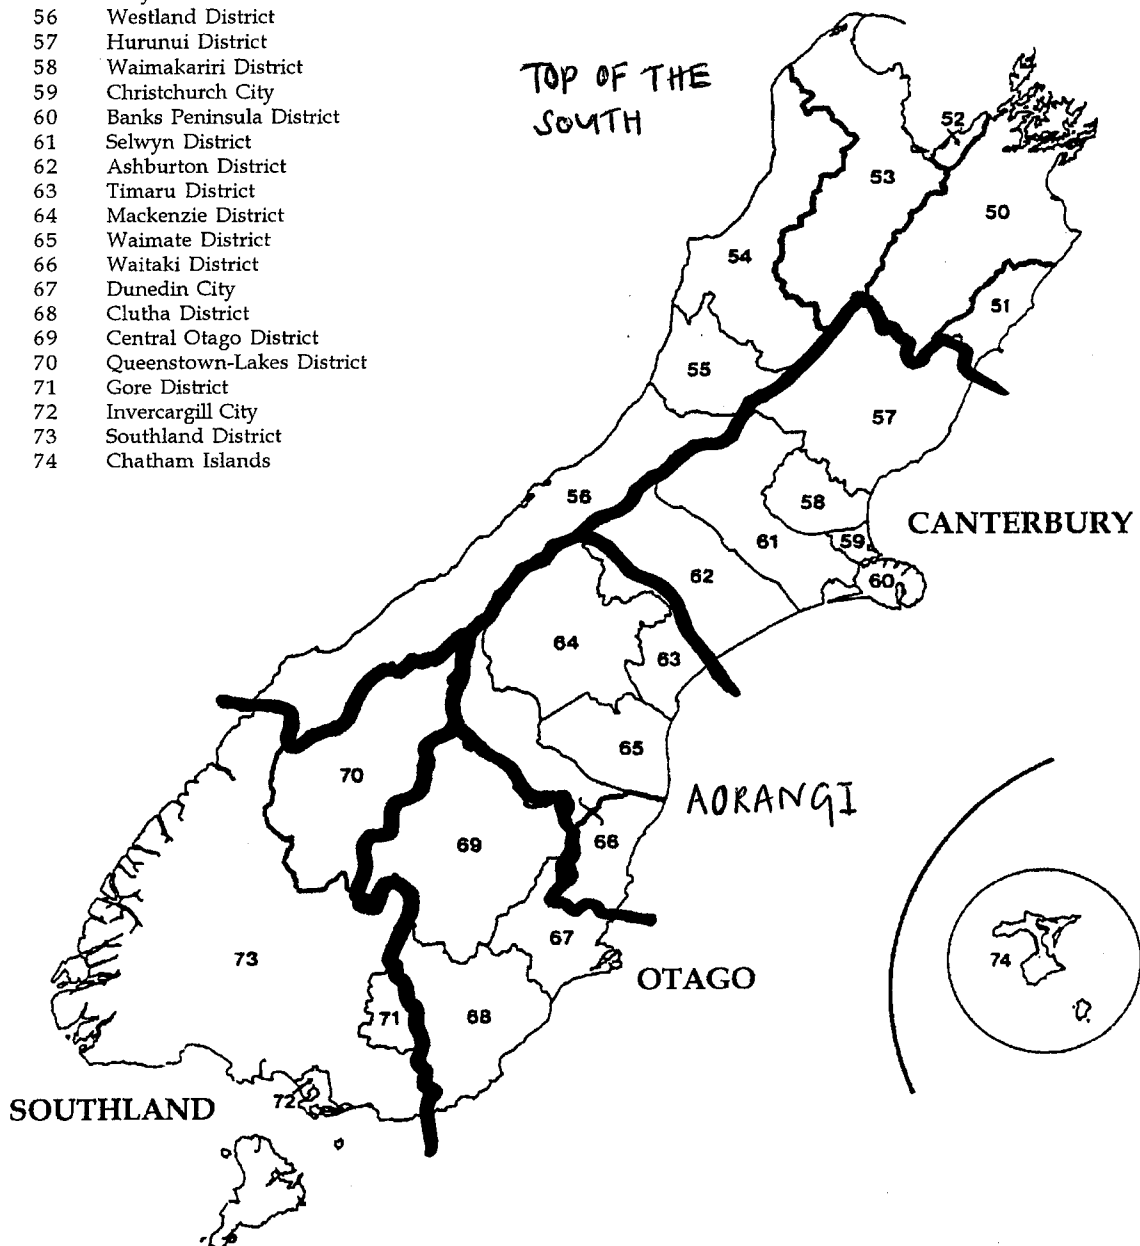 56 Westland District
57 Hurunui District
58 Waimakariri District
59 Christchurch City
60 Banks Peninsula District
61 Selwyn District
62 Ashburton District
63 Timaru District
64 Mackenzie District
65 Waimate District
66 Waitaki District
67 Dunedin City
68 Clutha District
69 Central Otago District
70 Queenstown-Lakes District
71 Gore District
72 Invercargill City
73 Southland District
74 Chatham Islands
TOP OF THE
SOUTH
52
53
50
54
51
55
57
56
58
CANTERBURY
61
59
62
60
64
63
65
70
AORANGI
69
66
67
73
74
OTAGO
71
68
72
SOUTHLAND